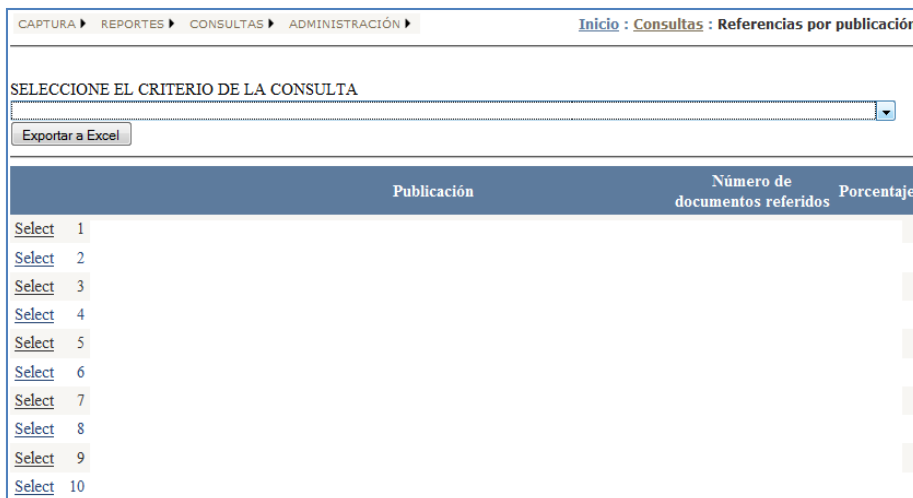 CAPTURA REPORTES CONSULTAS ADMINISTRACIÓN Inicio : Consultas : Referencias por publicación
SELECCIONE EL CRITERIO DE LA CONSULTA
Exportar a Excel
Publicación Número de documentos referidos Porcentaje
Select 1
Select 2
Select 3
Select 4
Select 5
Select 6
Select 7
Select 8
Select 9
Select 10